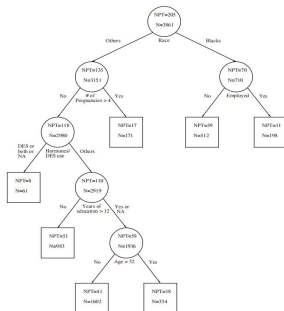 NPT=205
N=3861
Others
Race
Blacks
NPT=135
N=3151
NPT=70
N=710
No
# of
Pregnancies > 4
Yes
No
Employed
Yes
NPT=118
N=2980
NPT=17
N=171
NPT=59
N=512
NPT=11
N=198
DES or
both or
NA
Hormones/
DES use
Others
NPT=8
N=61
NPT=110
N=2919
No
Years of
education > 12
Yes or
NA
NPT=51
N=983
NPT=59
N=1936
No
Age > 32
Yes
NPT=41
N=1602
NPT=18
N=334